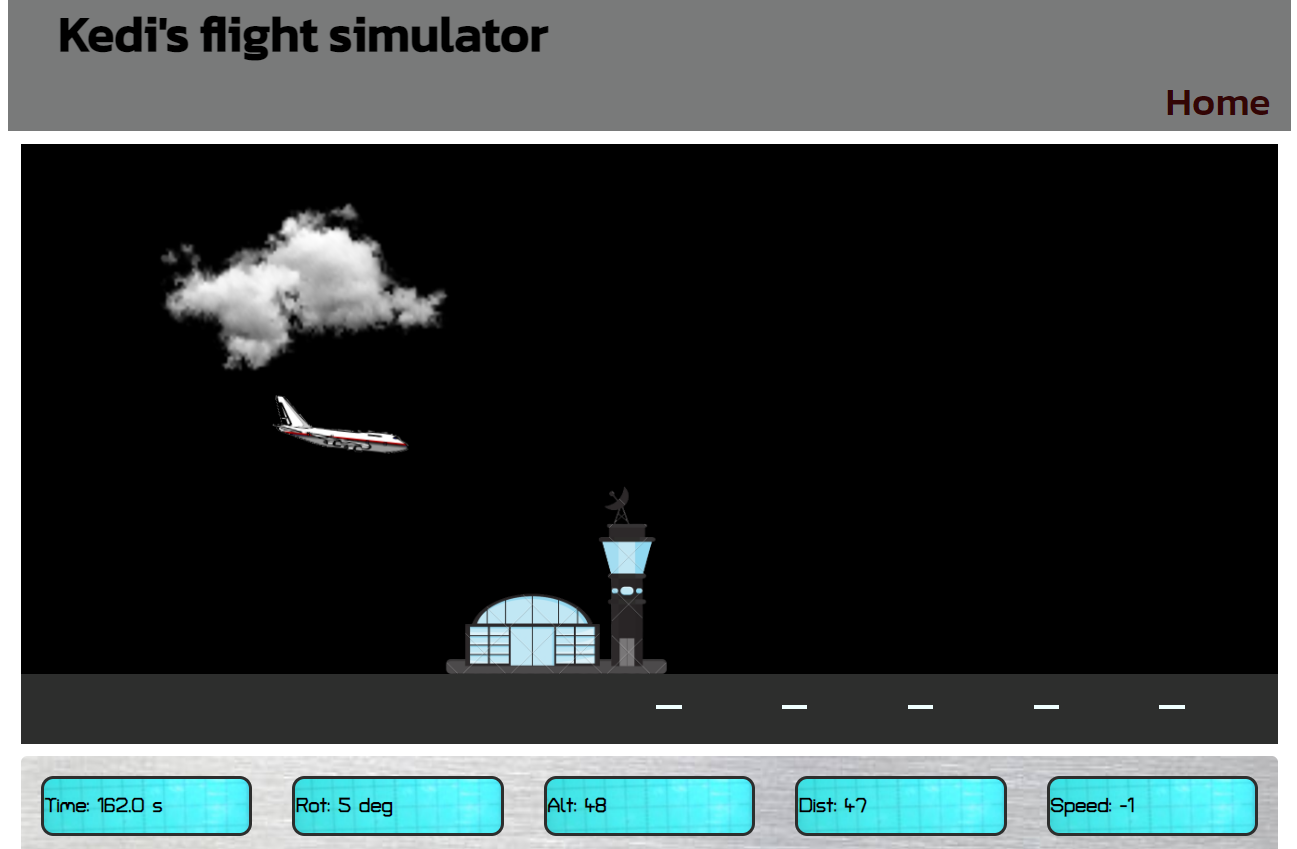 Kedi's flight simulator
Home
Time: 162.0 s
Rot: 5 deg
Alt: 48
Dist: 47
Speed: -1